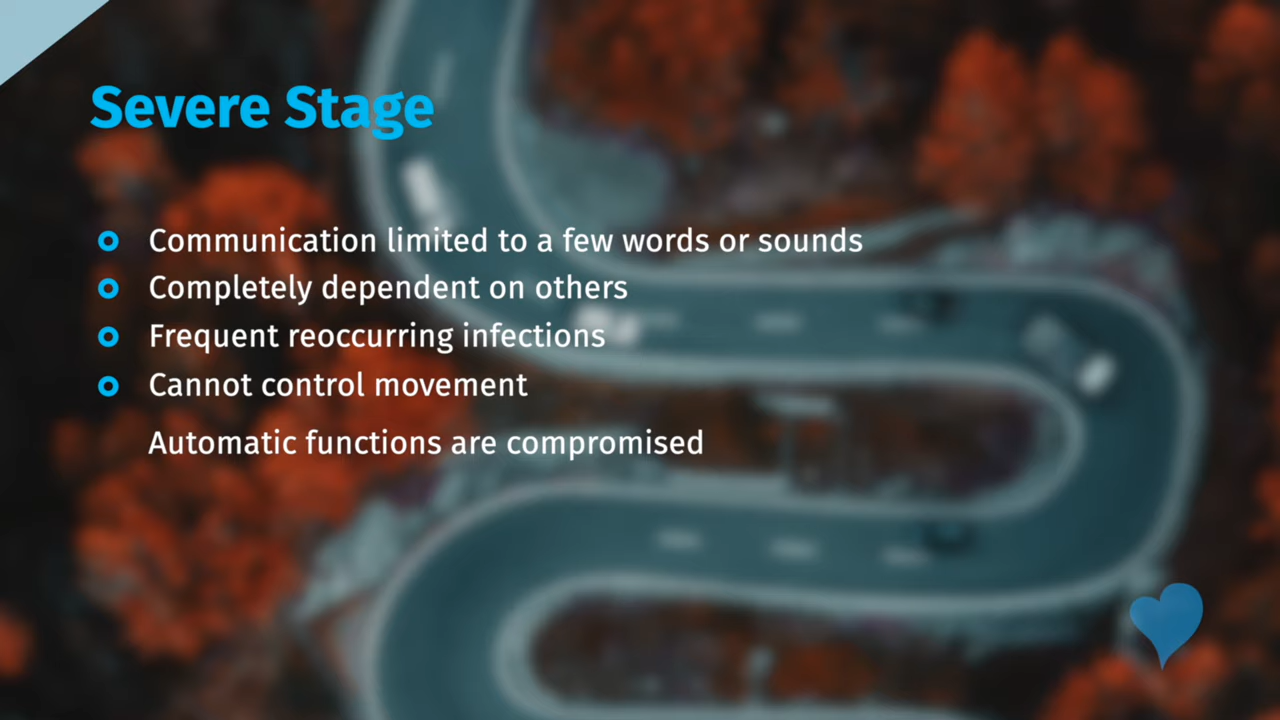 Severe Stage
Communication limited to a few words or sounds
Completely dependent on others
Frequent reoccurring infections
Cannot control movement
Automatic functions are compromised